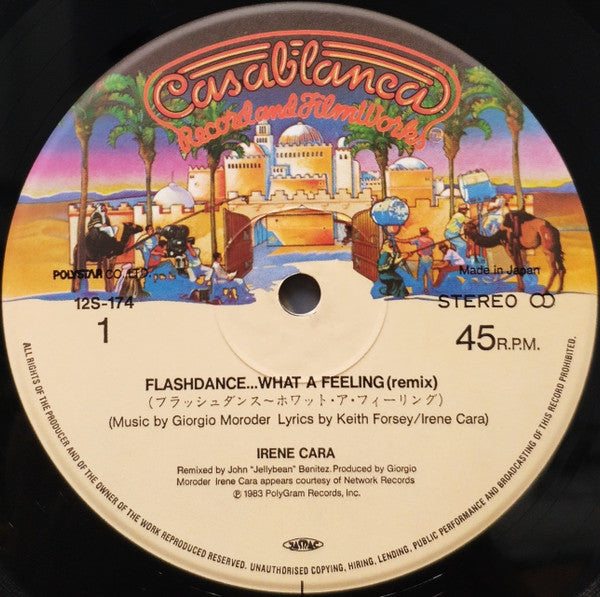 Casablanca
Record and FilmWorks
POLYSTAR CO., LTD.
Made in Japan
12S-174
STEREO
1
45R.P.M.
FLASHDANCE...WHAT A FEELING (remix)
(フラッシュダンス〜ホワット・ア・フィーリング)
(Music by Giorgio Moroder Lyrics by Keith Forsey/Irene Cara)
IRENE CARA
Remixed by John "Jellybean" Benitez. Produced by Giorgio
Moroder Irene Cara appears courtesy of Network Records
Ⓟ 1983 PolyGram Records, Inc.
JASRAC
ALL RIGHTS OF THE PRODUCER AND OF THE OWNER OF THE WORK REPRODUCED RESERVED. UNAUTHORISED COPYING, HIRING, LENDING, PUBLIC PERFORMANCE AND BROADCASTING OF THIS RECORD PROHIBITED.